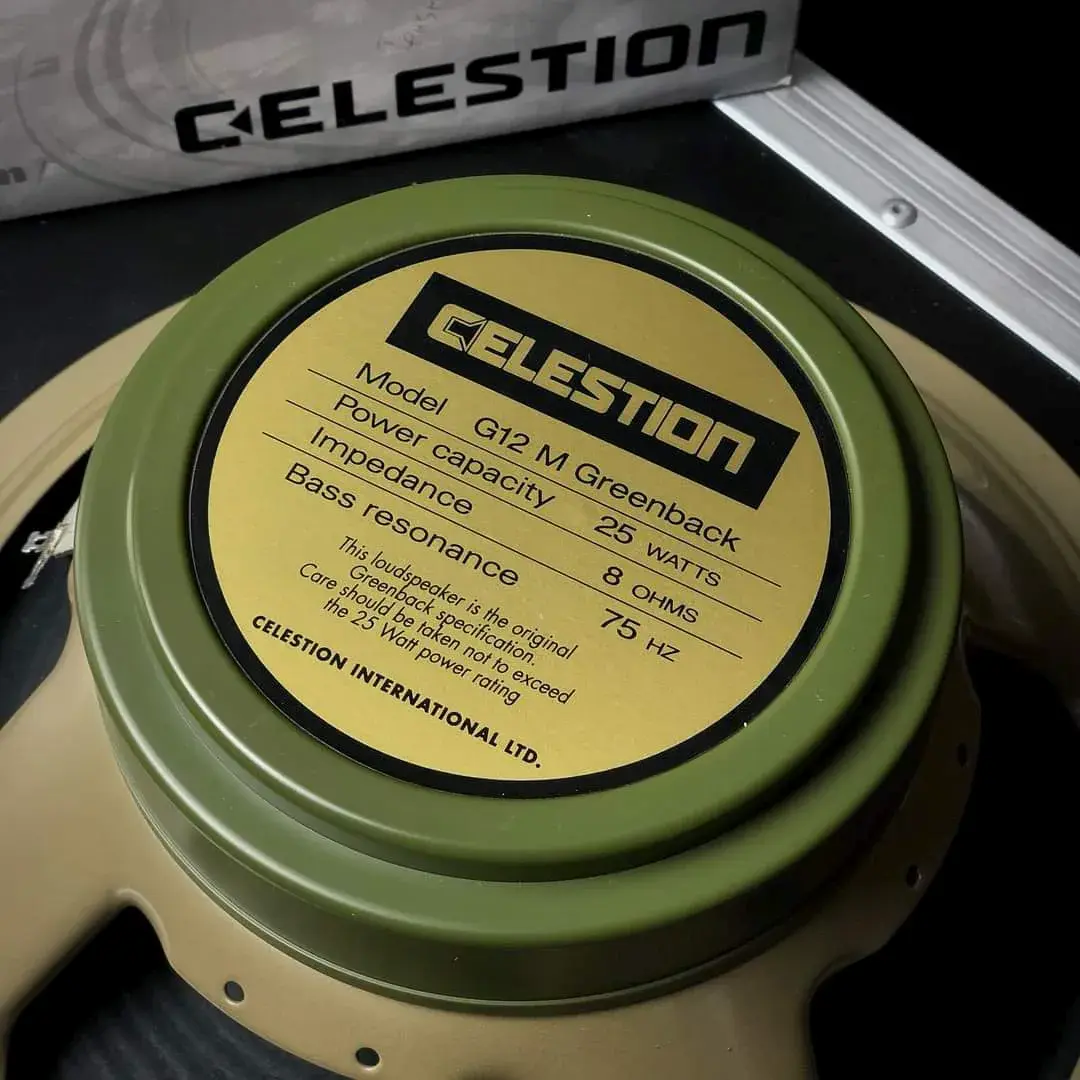 CELESTION
CELESTION
Model G12 M Greenback
Power capacity 25 WATTS
Impedance 8 OHMS
Bass resonance 75 HZ
This loudspeaker is the original
Greenback specification.
Care should be taken not to exceed
the 25 Watt power rating
CELESTION INTERNATIONAL LTD.